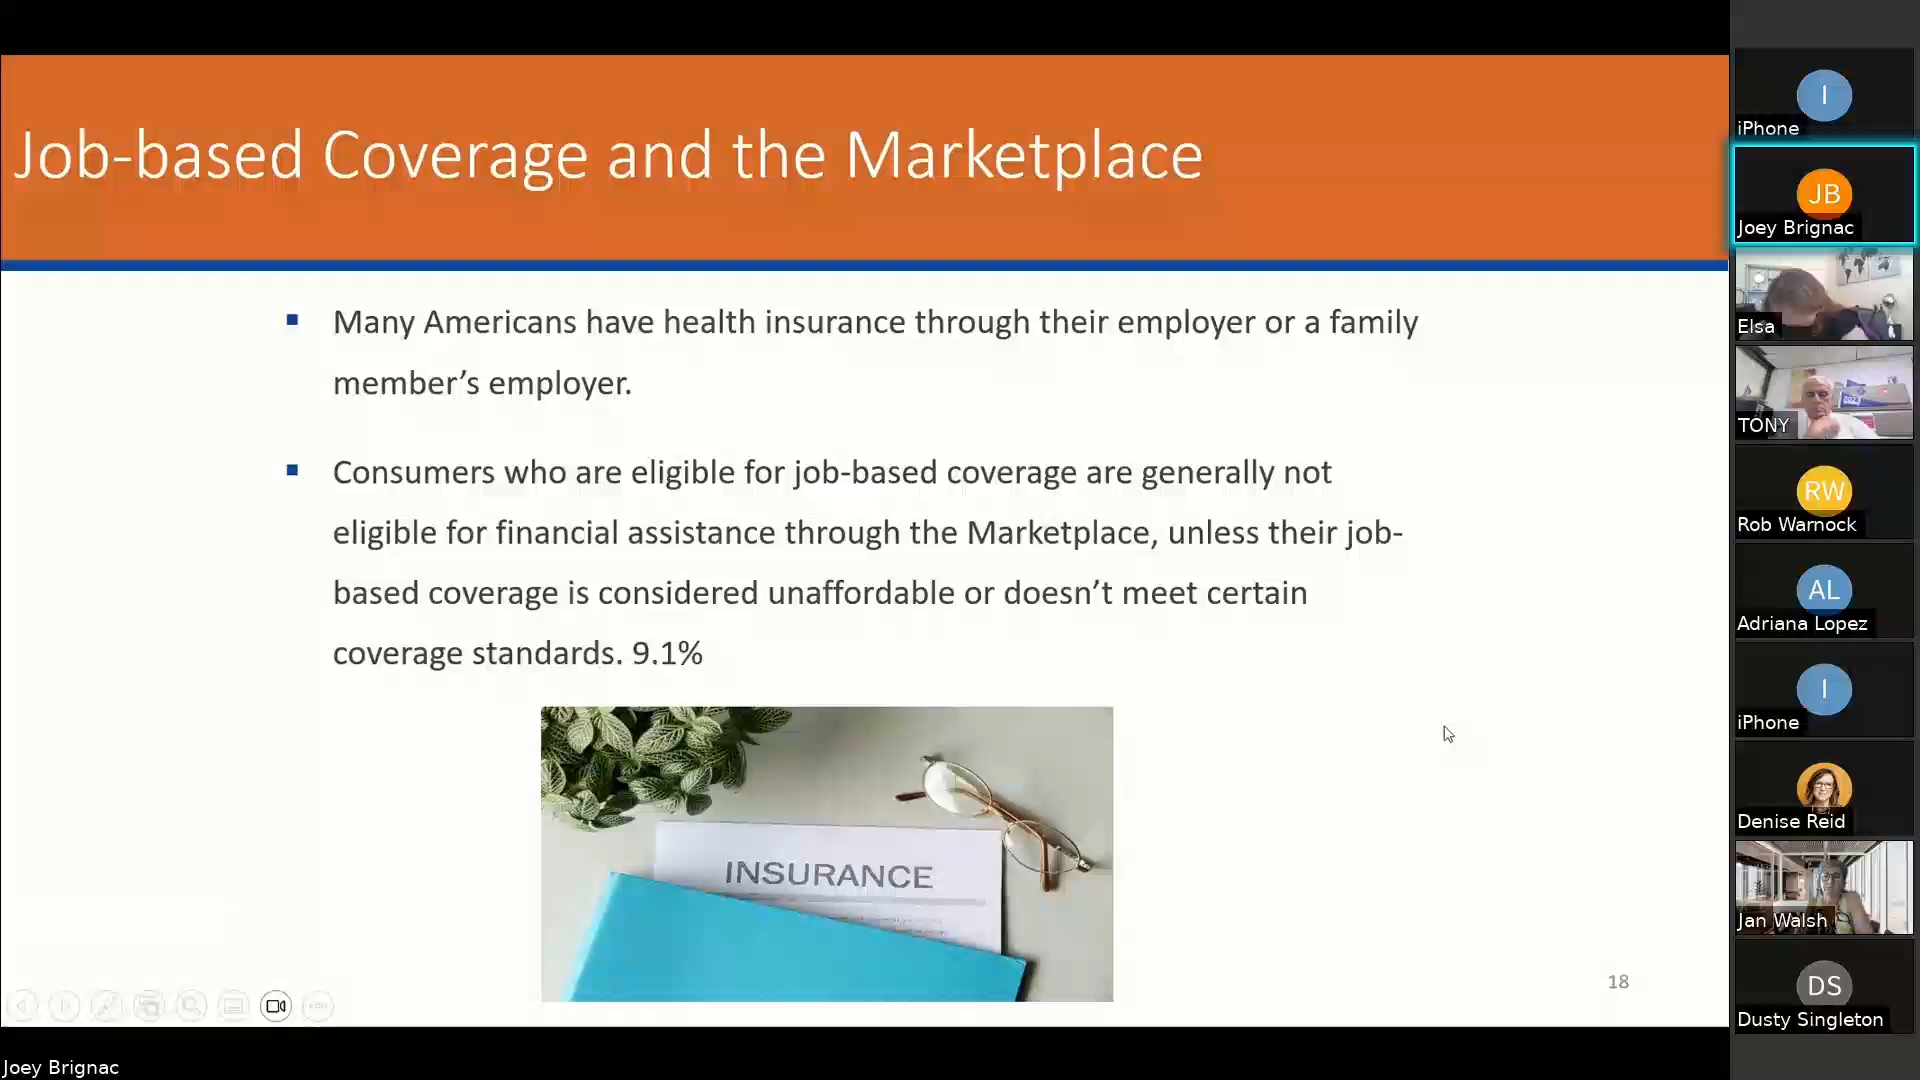 Job-based Coverage and the Marketplace
Many Americans have health insurance through their employer or a family
member’s employer.
Consumers who are eligible for job-based coverage are generally not
eligible for financial assistance through the Marketplace, unless their job-
based coverage is considered unaffordable or doesn’t meet certain
coverage standards. 9.1%
INSURANCE
18
Joey Brignac
I
iPhone
JB
Joey Brignac
Elsa
TONY
RW
Rob Warnock
AL
Adriana Lopez
I
iPhone
Denise Reid
Jan Walsh
DS
Dusty Singleton